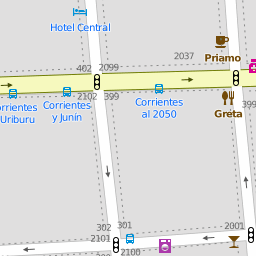 Hotel Central
2037
Priamo
402 2099
orrientes
Uriburu
Corrientes
y Junín
2102 399
Corrientes
al 2050
Greta
399
302 301
2101
2100
2001